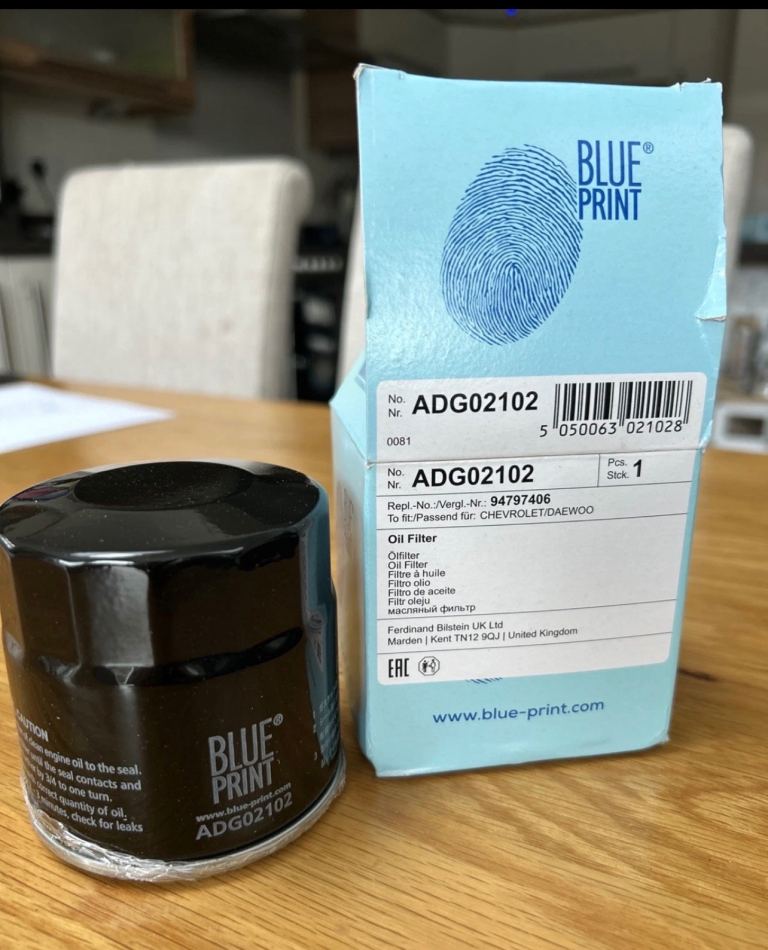 BLUE®
PRINT
No.
Nr. ADG02102
0081
5 050063 021028
No.
Nr. ADG02102
Pcs.
Stck. 1
Repl.-No.:/Vergl.-Nr.: 94797406
To fit:/Passend für: CHEVROLET/DAEWOO
Oil Filter
Ölfilter
Oil Filter
Filtre à huile
Filtro olio
Filtro de aceite
Filtr oleju
масляный фильтр
Ferdinand Bilstein UK Ltd
Marden | Kent TN12 9QJ | United Kingdom
EAC
www.blue-print.com
CAUTION
clean engine oil to the seal.
until the seal contacts and
by 3/4 to one turn.
correct quantity of oil.
minutes, check for leaks
BLUE®
PRINT
www.blue-print.com
ADG02102